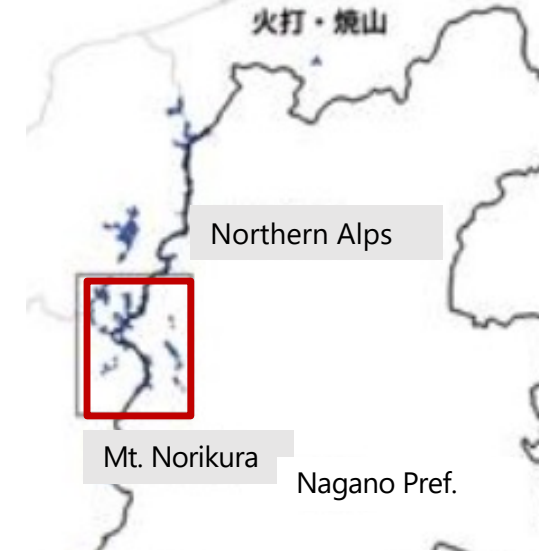 火打・焼山
Northern Alps
Mt. Norikura
Nagano Pref.